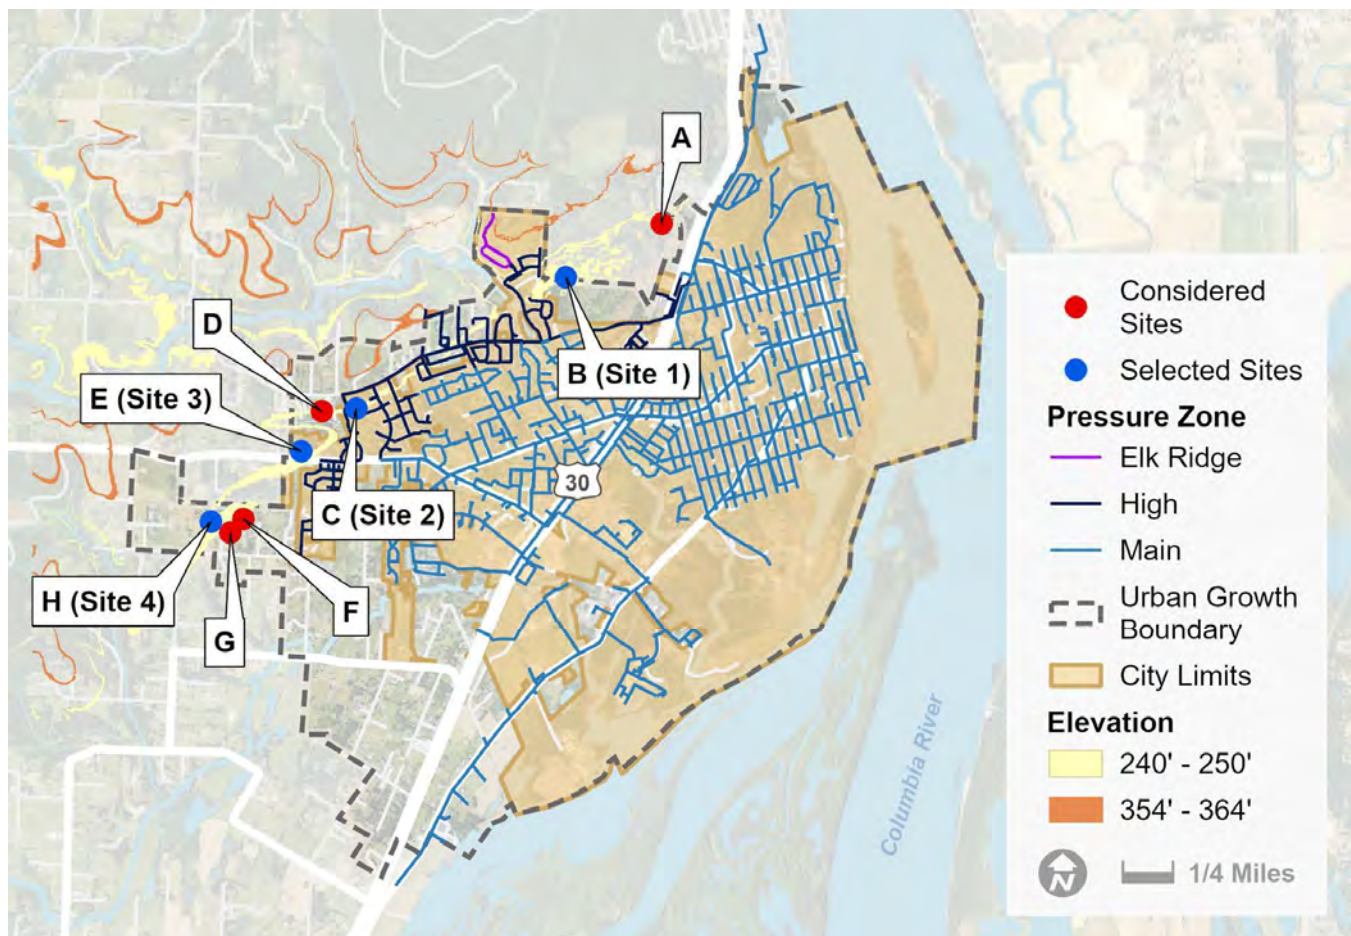 A
D
B (Site 1)
E (Site 3)
C (Site 2)
30
H (Site 4)
G
F
Columbia River
Considered
Sites
Selected Sites
Pressure Zone
Elk Ridge
High
Main
Urban Growth
Boundary
City Limits
Elevation
240' - 250'
354' - 364'
N
1/4 Miles